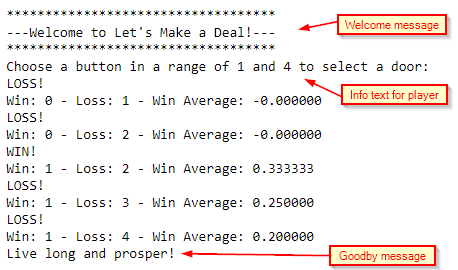 ***********************************
---Welcome to Let's Make a Deal!---
***********************************
Welcome message
Choose a button in a range of 1 and 4 to select a door:
Info text for player
LOSS!
Win: 0 - Loss: 1 - Win Average: -0.000000
LOSS!
Win: 0 - Loss: 2 - Win Average: -0.000000
WIN!
Win: 1 - Loss: 2 - Win Average: 0.333333
LOSS!
Win: 1 - Loss: 3 - Win Average: 0.250000
LOSS!
Win: 1 - Loss: 4 - Win Average: 0.200000
Live long and prosper!
Goodby message